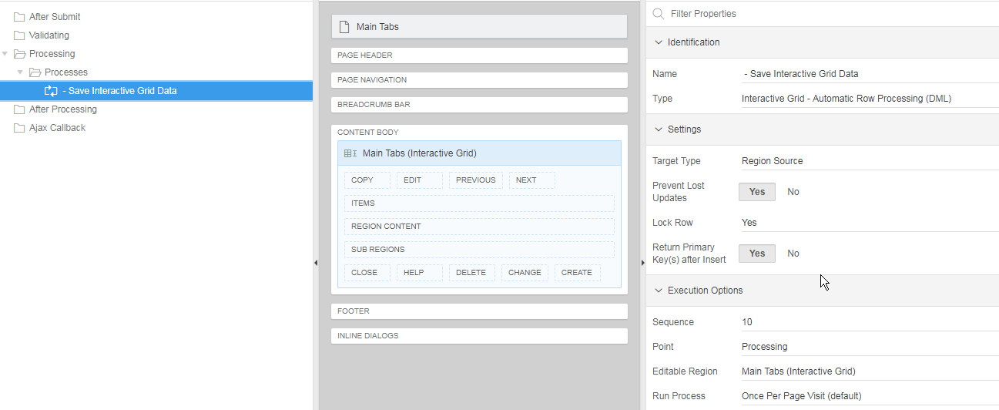 After Submit
Validating
Processing
Processes
- Save Interactive Grid Data
After Processing
Ajax Callback
Main Tabs
PAGE HEADER
PAGE NAVIGATION
BREADCRUMB BAR
CONTENT BODY
Main Tabs (Interactive Grid)
COPY EDIT PREVIOUS NEXT
ITEMS
REGION CONTENT
SUB REGIONS
CLOSE HELP DELETE CHANGE CREATE
FOOTER
INLINE DIALOGS
Filter Properties
Identification
Name - Save Interactive Grid Data
Type Interactive Grid - Automatic Row Processing (DML)
Settings
Target Type Region Source
Prevent Lost
Updates Yes No
Lock Row Yes
Return Primary
Key(s) after Insert Yes No
Execution Options
Sequence 10
Point Processing
Editable Region Main Tabs (Interactive Grid)
Run Process Once Per Page Visit (default)